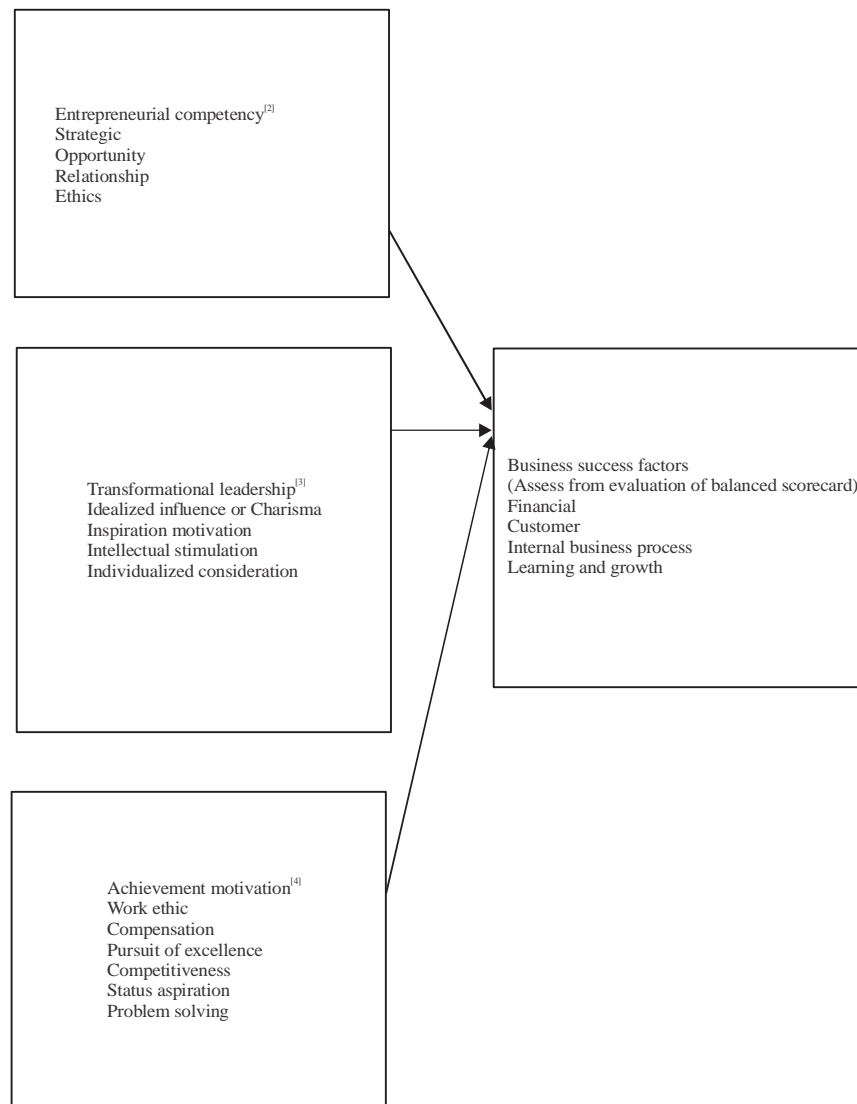 Entrepreneurial competency[2]
Strategic
Opportunity
Relationship
Ethics
Transformational leadership[3]
Idealized influence or Charisma
Inspiration motivation
Intellectual stimulation
Individualized consideration
Business success factors
(Assess from evaluation of balanced scorecard)
Financial
Customer
Internal business process
Learning and growth
Achievement motivation[4]
Work ethic
Compensation
Pursuit of excellence
Competitiveness
Status aspiration
Problem solving